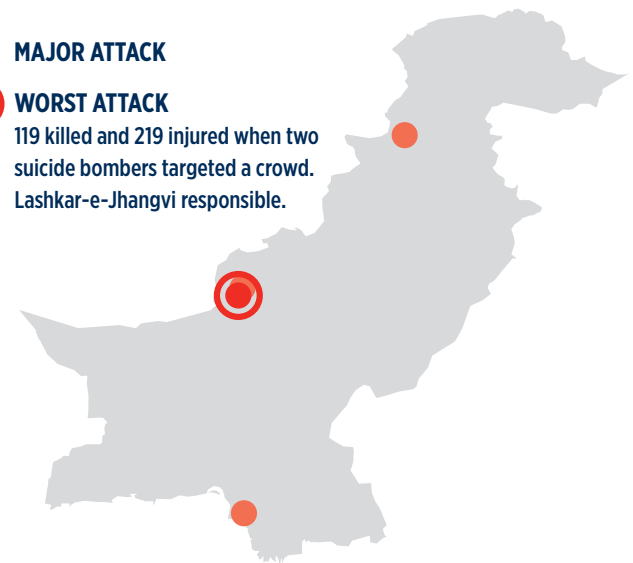 MAJOR ATTACK
WORST ATTACK
119 killed and 219 injured when two
suicide bombers targeted a crowd.
Lashkar-e-Jhangvi responsible.